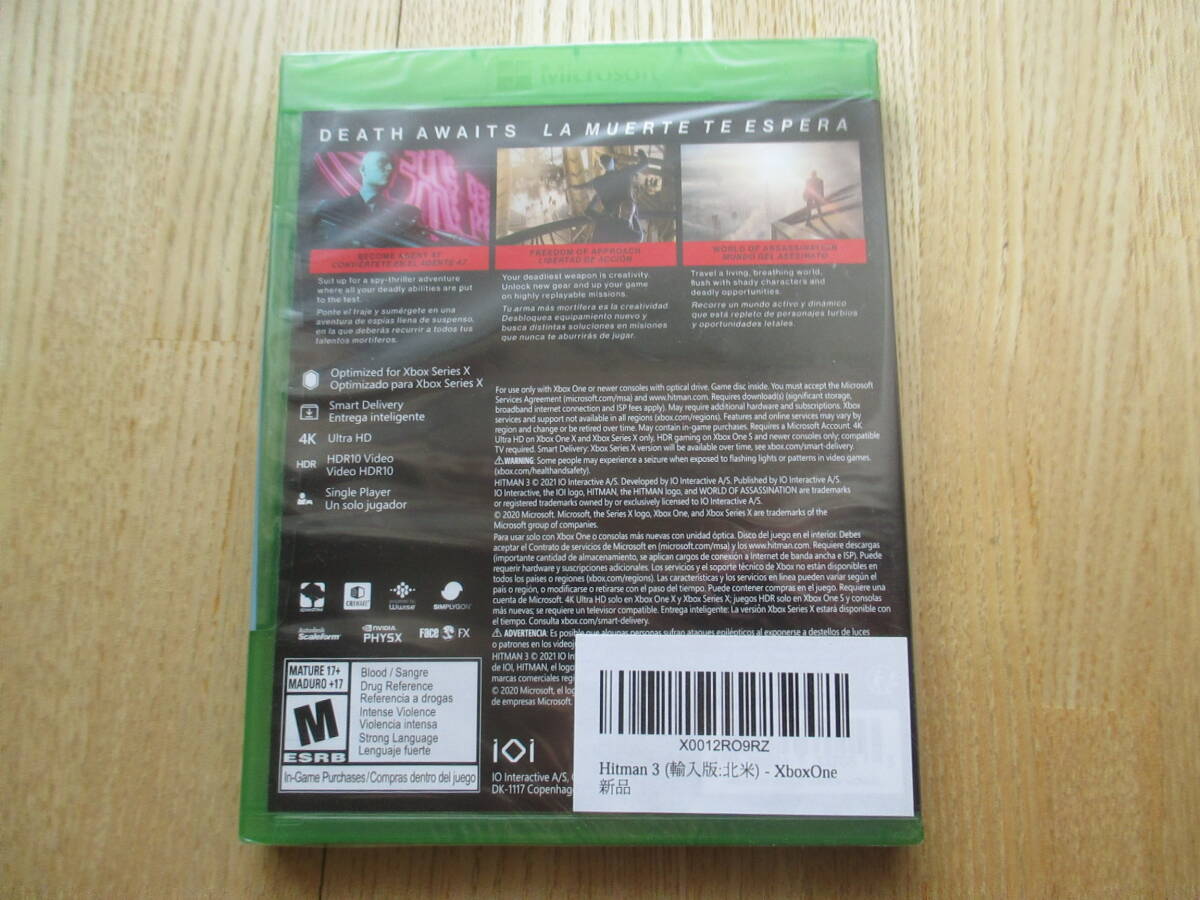 Microsoft
DEATH AWAITS LA MUERTE TE ESPERA
BECOME AGENT 47
CONVIÉRTETE EN EL AGENTE 47
Suit up for a spy-thriller adventure
where all your deadly abilities are put
to the test.
Ponte el traje y sumérgete en una
aventura de espías llena de suspenso,
en la que deberás recurrir a todos tus
talentos mortíferos.
FREEDOM OF APPROACH
LIBERTAD DE ACCIÓN
Your deadliest weapon is creativity.
Unlock new gear and up your game
on highly replayable missions.
Tu arma más mortífera es la creatividad.
Desbloquea equipamiento nuevo y
busca distintas soluciones en misiones
que nunca te aburrirás de jugar.
WORLD OF ASSASSINATION
MUNDO DEL ASESINATO
Travel a living, breathing world,
flush with shady characters and
deadly opportunities.
Recorre un mundo activo y dinámico
que está repleto de personajes turbios
y oportunidades letales.
Optimized for Xbox Series X
Optimizado para Xbox Series X
Smart Delivery
Entrega inteligente
4K Ultra HD
HDR HDR10 Video
Video HDR10
Single Player
Un solo jugador
For use only with Xbox One or newer consoles with optical drive. Game disc inside. You must accept the Microsoft
Services Agreement (microsoft.com/msa) and www.hitman.com. Requires download(s) (significant storage,
broadband internet connection and ISP fees apply). May require additional hardware and subscriptions. Xbox
services and support not available in all regions (xbox.com/regions). Features and online services may vary by
region and change or be retired over time. May contain in-game purchases. Requires a Microsoft Account. 4K
Ultra HD on Xbox One X and Xbox Series X only, HDR gaming on Xbox One S and newer consoles only; compatible
TV required. Smart Delivery: Xbox Series X version will be available over time, see xbox.com/smart-delivery.
⚠WARNING: Some people may experience a seizure when exposed to flashing lights or patterns in video games.
(xbox.com/healthandsafety).
HITMAN 3 © 2021 IO Interactive A/S. Developed by IO Interactive A/S. Published by IO Interactive A/S.
IO Interactive, the IOI logo, HITMAN, the HITMAN logo, and WORLD OF ASSASSINATION are trademarks
or registered trademarks owned by or exclusively licensed to IO Interactive A/S.
© 2020 Microsoft. Microsoft, the Series X logo, Xbox One, and Xbox Series X are trademarks of the
Microsoft group of companies.
Para usar solo con Xbox One o consolas más nuevas con unidad óptica. Disco del juego en el interior. Debes
aceptar el Contrato de servicios de Microsoft en (microsoft.com/msa) y los www.hitman.com. Requiere descargas
(importante cantidad de almacenamiento, se aplican cargos de conexión a Internet de banda ancha e ISP). Puede
requerir hardware y suscripciones adicionales. Los servicios y el soporte técnico de Xbox no están disponibles en
todos los países o regiones (xbox.com/regions). Las características y los servicios en línea pueden variar según el
país o región, o modificarse o retirarse con el paso del tiempo. Puede contener compras en el juego. Requiere una
cuenta de Microsoft. 4K Ultra HD solo en Xbox One X y Xbox Series X; juegos HDR solo en Xbox One S y consolas
más nuevas; se requiere un televisor compatible. Entrega inteligente: La versión Xbox Series X estará disponible con
el tiempo. Consulta xbox.com/smart-delivery.
⚠ ADVERTENCIA: Es posible que algunas personas sufran ataques epilépticos al exponerse a destellos de luces
o patrones en los videoj
HITMAN 3 © 2021 IO In
de IOI, HITMAN, el logo
marcas comerciales regi
© 2020 Microsoft, el log
de empresas Microsoft.
CRIWARE
Wwise
SIMPLYGON
Autodesk
Scaleform
NVIDIA
PHYSX
Face FX
MATURE 17+
MADURO +17
M
ESRB
Blood / Sangre
Drug Reference
Referencia a drogas
Intense Violence
Violencia intensa
Strong Language
Lenguaje fuerte
In-Game Purchases/Compras dentro del juego
iOi
IO Interactive A/S,
DK-1117 Copenhage
X0012RO9RZ
Hitman 3 (輸入版:北米) - XboxOne
新品